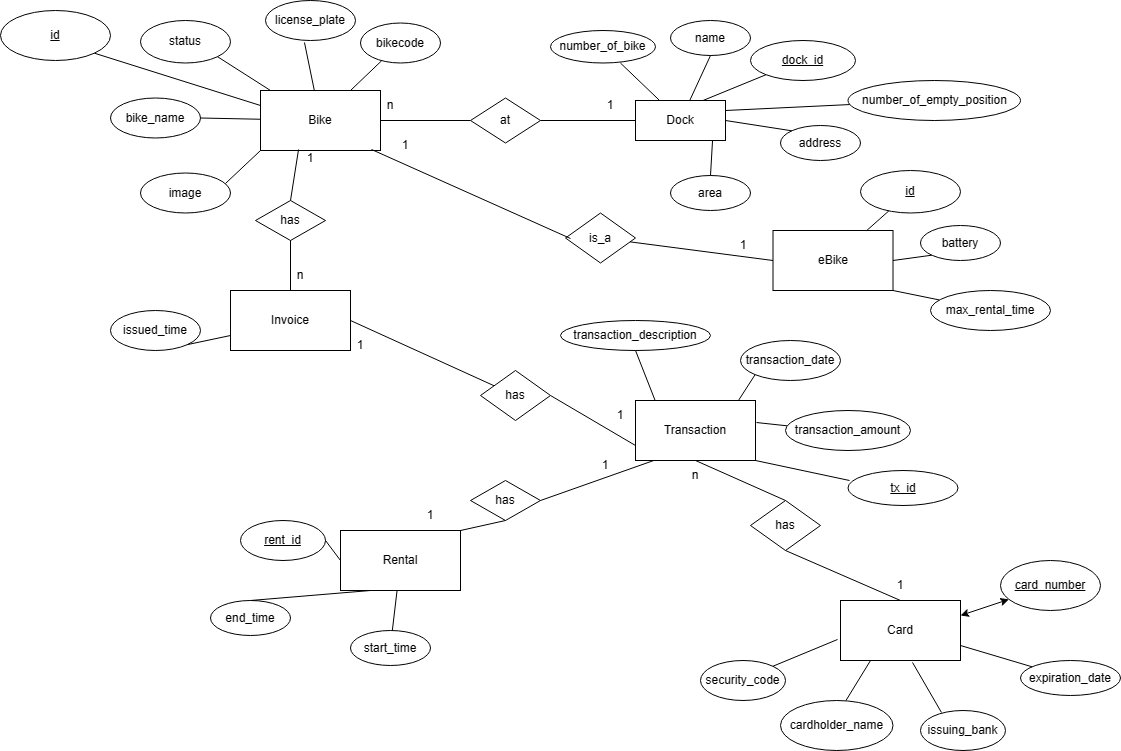 license_plate
id
status
bikecode
name
number_of_bike
dock_id
number_of_empty_position
bike_name
Bike
n
at
1
Dock
address
1
1
image
area
id
has
is_a
battery
1
eBike
n
max_rental_time
issued_time
Invoice
1
transaction_description
transaction_date
has
1
Transaction
transaction_amount
1
n
tx_id
has
1
has
rent_id
Rental
1
card_number
end_time
start_time
Card
security_code
expiration_date
cardholder_name
issuing_bank